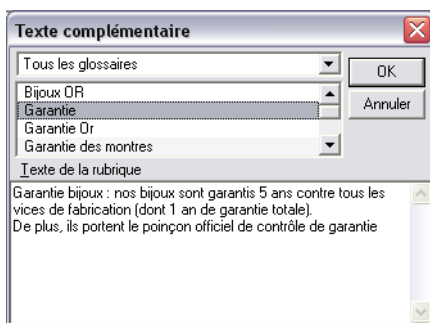 Texte complémentaire
Tous les glossaires
OK
Bijoux OR
Annuler
Garantie
Garantie Or
Garantie des montres
Texte de la rubrique
Garantie bijoux : nos bijoux sont garantis 5 ans contre tous les
vices de fabrication (dont 1 an de garantie totale).
De plus, ils portent le poinçon officiel de contrôle de garantie